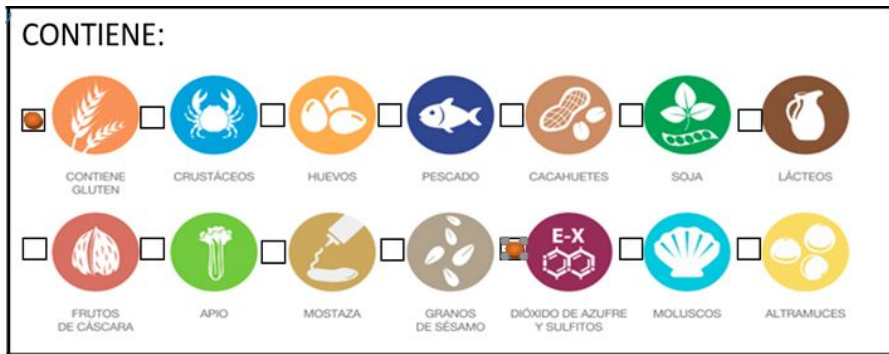 CONTIENE:
CONTIENE GLUTEN
CRUSTÁCEOS
HUEVOS
PESCADO
CACAHUETES
SOJA
LÁCTEOS
FRUTOS DE CÁSCARA
APIO
MOSTAZA
GRANOS DE SÉSAMO
E-X
DIÓXIDO DE AZUFRE Y SULFITOS
MOLUSCOS
ALTRAMUCES